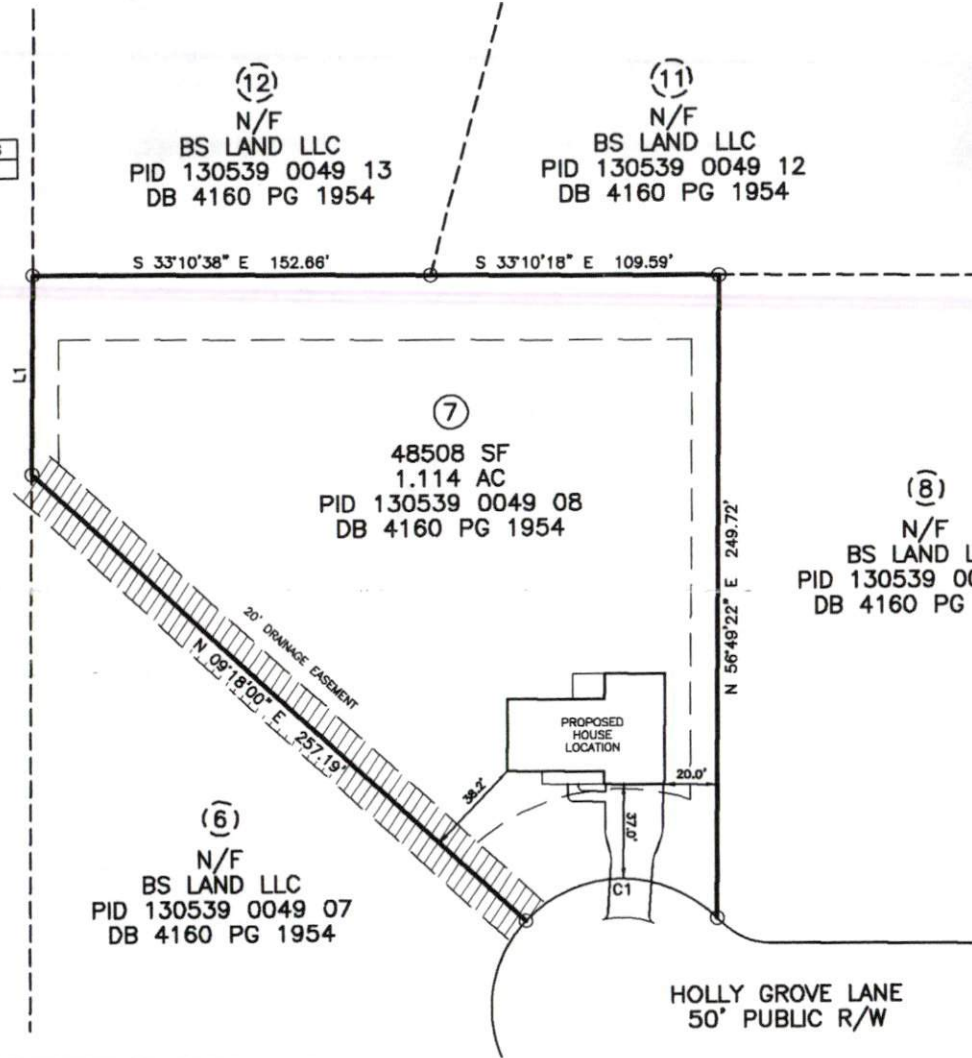 12
N/F
BS LAND LLC
PID 130539 0049 13
DB 4160 PG 1954
11
N/F
BS LAND LLC
PID 130539 0049 12
DB 4160 PG 1954
S 33°10'38" E 152.66'
S 33°10'18" E 109.59'
L1
7
48508 SF
1.114 AC
PID 130539 0049 08
DB 4160 PG 1954
N 56°49'22" E 249.72'
8
N/F
BS LAND
PID 130539
DB 4160 PG
20' DRAINAGE EASEMENT
N 09°18'00" E 257.19'
PROPOSED
HOUSE
LOCATION
20.0'
38.2'
37.0'
C1
6
N/F
BS LAND LLC
PID 130539 0049 07
DB 4160 PG 1954
HOLLY GROVE LANE
50' PUBLIC R/W